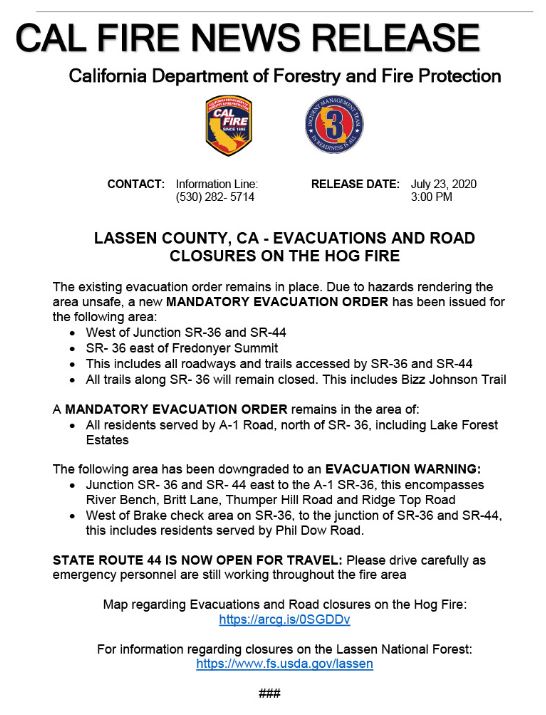 CAL FIRE NEWS RELEASE
California Department of Forestry and Fire Protection
CAL
FIRE
SINCE 1885
INCIDENT MANAGEMENT TEAM
3
CONTACT: Information Line: RELEASE DATE: July 23, 2020
(530) 282- 5714 3:00 PM
LASSEN COUNTY, CA - EVACUATIONS AND ROAD
CLOSURES ON THE HOG FIRE
The existing evacuation order remains in place. Due to hazards rendering the
area unsafe, a new MANDATORY EVACUATION ORDER has been issued for
the following area:
• West of Junction SR-36 and SR-44
• SR- 36 east of Fredonyer Summit
• This includes all roadways and trails accessed by SR-36 and SR-44
• All trails along SR- 36 will remain closed. This includes Bizz Johnson Trail
A MANDATORY EVACUATION ORDER remains in the area of:
• All residents served by A-1 Road, north of SR- 36, including Lake Forest
Estates
The following area has been downgraded to an EVACUATION WARNING:
• Junction SR- 36 and SR- 44 east to the A-1 SR-36, this encompasses
River Bench, Britt Lane, Thumper Hill Road and Ridge Top Road
• West of Brake check area on SR-36, to the junction of SR-36 and SR-44,
this includes residents served by Phil Dow Road.
STATE ROUTE 44 IS NOW OPEN FOR TRAVEL: Please drive carefully as
emergency personnel are still working throughout the fire area
Map regarding Evacuations and Road closures on the Hog Fire:
https://arcg.is/0SGDDv
For information regarding closures on the Lassen National Forest:
https://www.fs.usda.gov/lassen
###